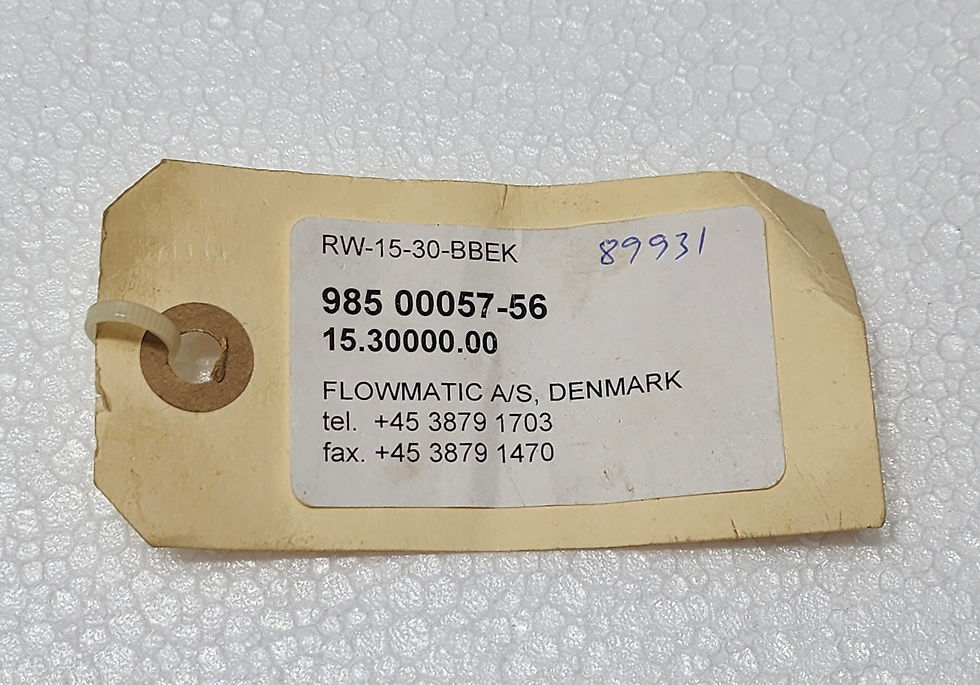 RW-15-30-BBEK 89931
985 00057-56
15.30000.00
FLOWMATIC A/S, DENMARK
tel. +45 3879 1703
fax. +45 3879 1470